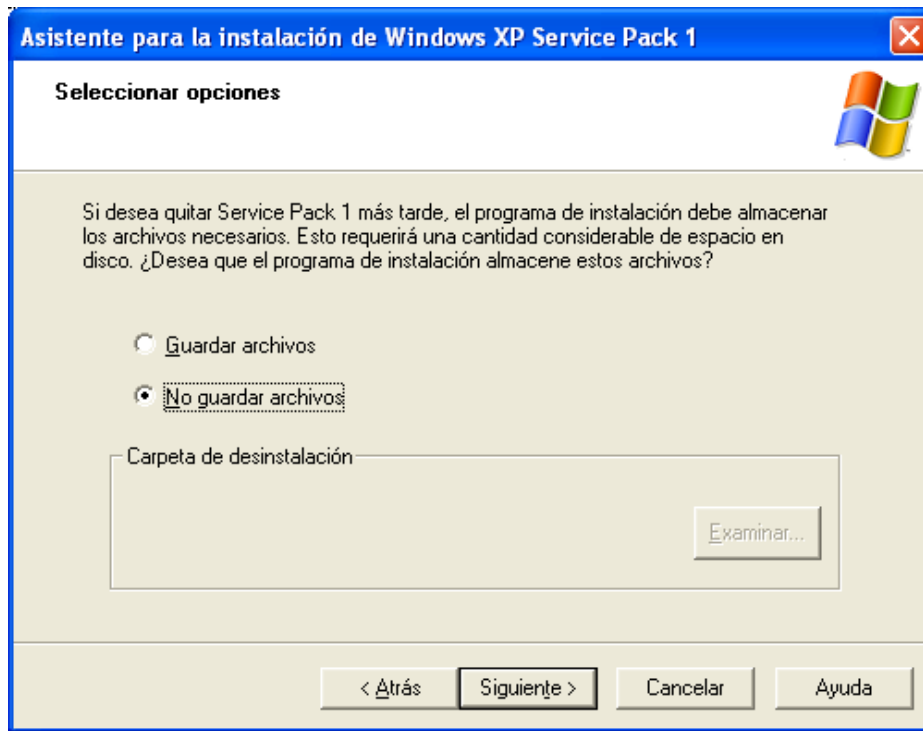 Asistente para la instalación de Windows XP Service Pack 1
Seleccionar opciones
Si desea quitar Service Pack 1 más tarde, el programa de instalación debe almacenar
los archivos necesarios. Esto requerirá una cantidad considerable de espacio en
disco. ¿Desea que el programa de instalación almacene estos archivos?
Guardar archivos
No guardar archivos
Carpeta de desinstalación
Examinar...
< Atrás
Siguiente >
Cancelar
Ayuda